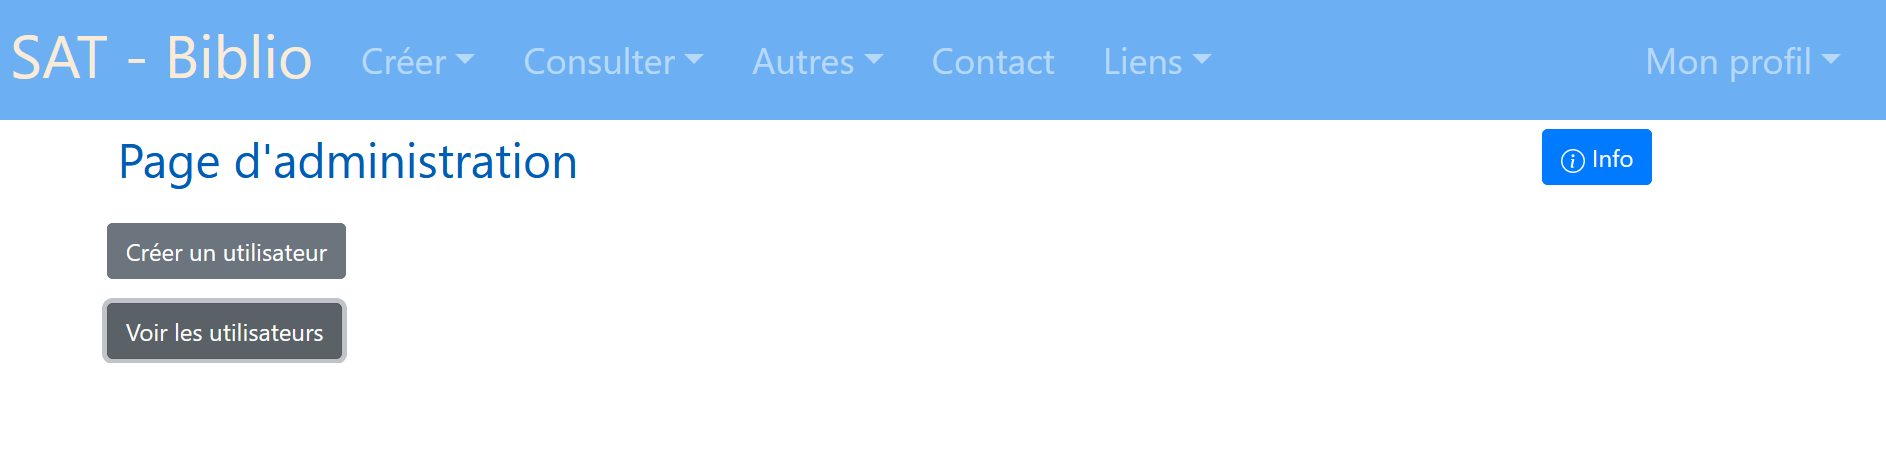 SAT - Biblio Créer Consulter Autres Contact Liens Mon profil
Page d'administration Info
Créer un utilisateur
Voir les utilisateurs